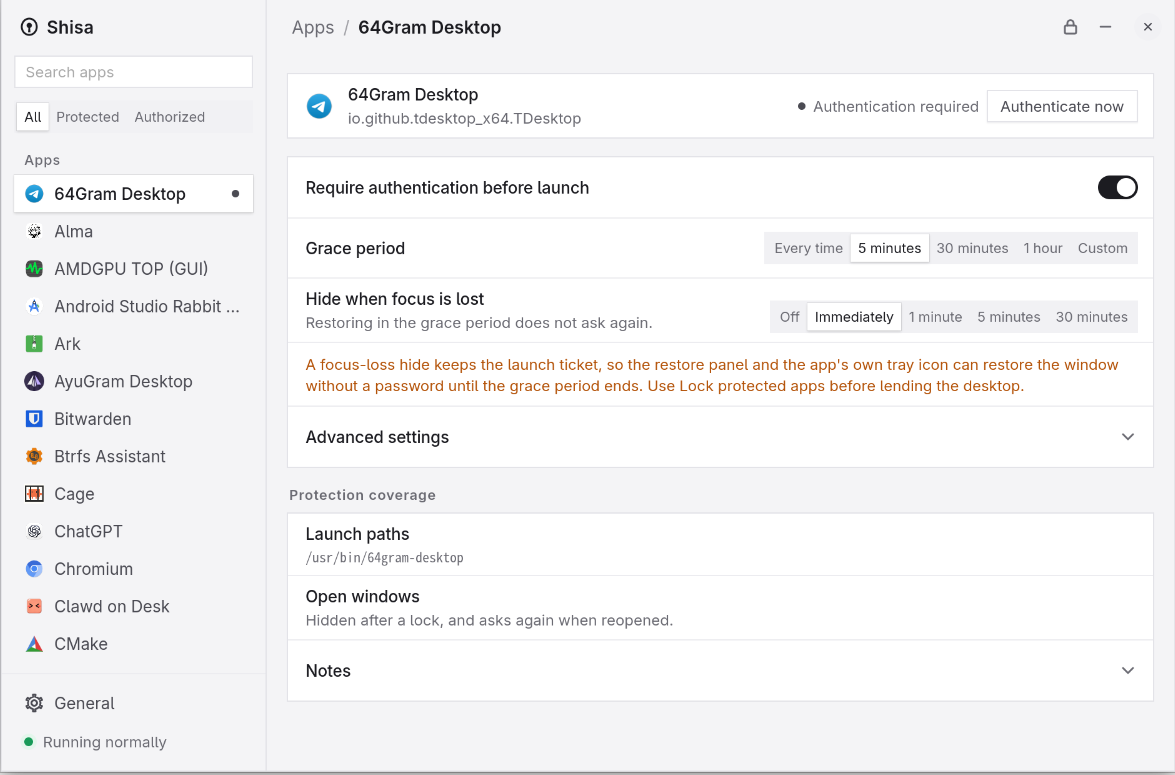 Shisa
Search apps
All Protected Authorized
Apps
64Gram Desktop
Alma
AMDGPU TOP (GUI)
Android Studio Rabbit ...
Ark
AyuGram Desktop
Bitwarden
Btrfs Assistant
Cage
ChatGPT
Chromium
Clawd on Desk
CMake
General
Running normally
Apps / 64Gram Desktop
64Gram Desktop
io.github.tdesktop_x64.TDesktop
Authentication required Authenticate now
Require authentication before launch
Grace period Every time 5 minutes 30 minutes 1 hour Custom
Hide when focus is lost
Restoring in the grace period does not ask again.
Off Immediately 1 minute 5 minutes 30 minutes
A focus-loss hide keeps the launch ticket, so the restore panel and the app's own tray icon can restore the window
without a password until the grace period ends. Use Lock protected apps before lending the desktop.
Advanced settings
Protection coverage
Launch paths
/usr/bin/64gram-desktop
Open windows
Hidden after a lock, and asks again when reopened.
Notes